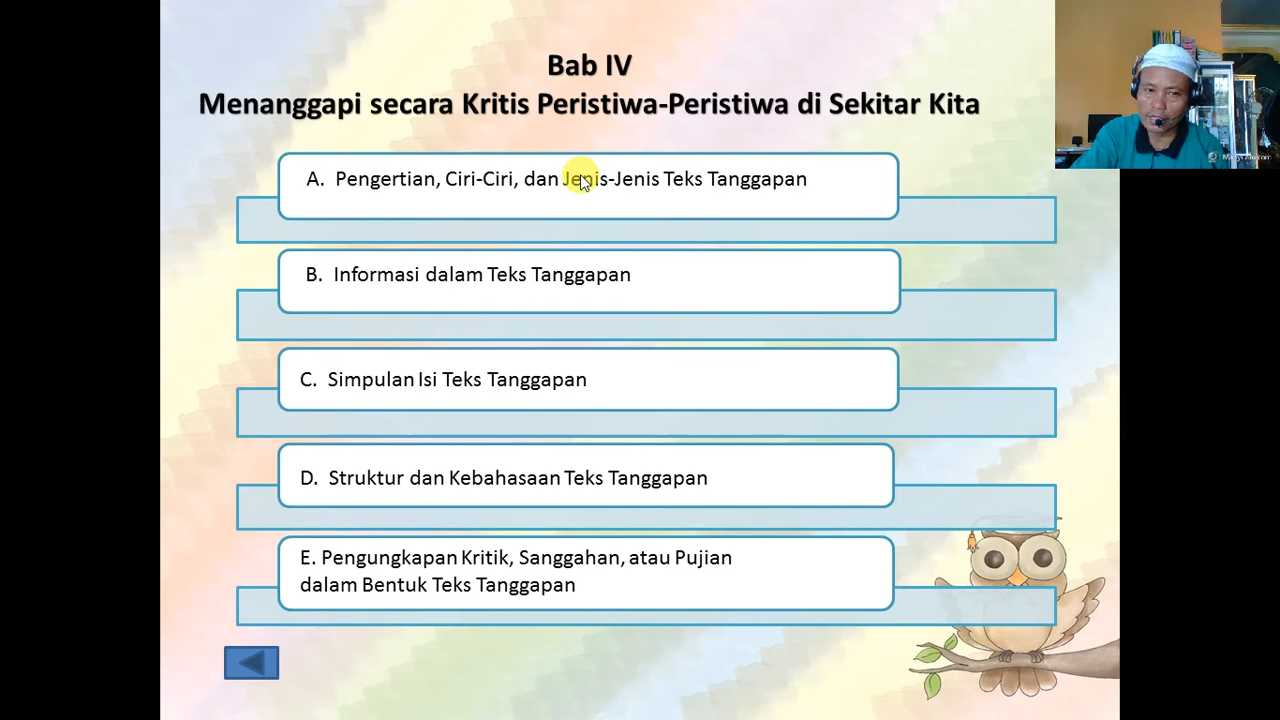 Bab IV
Menanggapi secara Kritis Peristiwa-Peristiwa di Sekitar Kita
A. Pengertian, Ciri-Ciri, dan Jenis-Jenis Teks Tanggapan
B. Informasi dalam Teks Tanggapan
C. Simpulan Isi Teks Tanggapan
D. Struktur dan Kebahasaan Teks Tanggapan
E. Pengungkapan Kritik, Sanggahan, atau Pujian
dalam Bentuk Teks Tanggapan